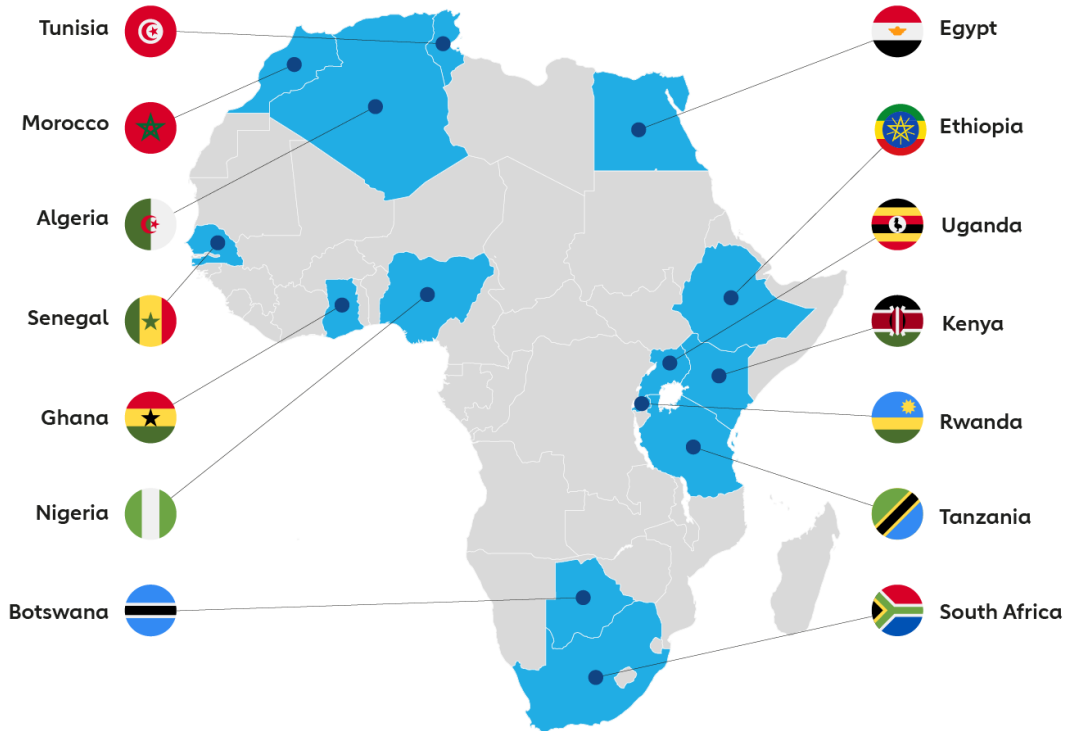 Tunisia
Morocco
Algeria
Senegal
Ghana
Nigeria
Botswana
Egypt
Ethiopia
Uganda
Kenya
Rwanda
Tanzania
South Africa